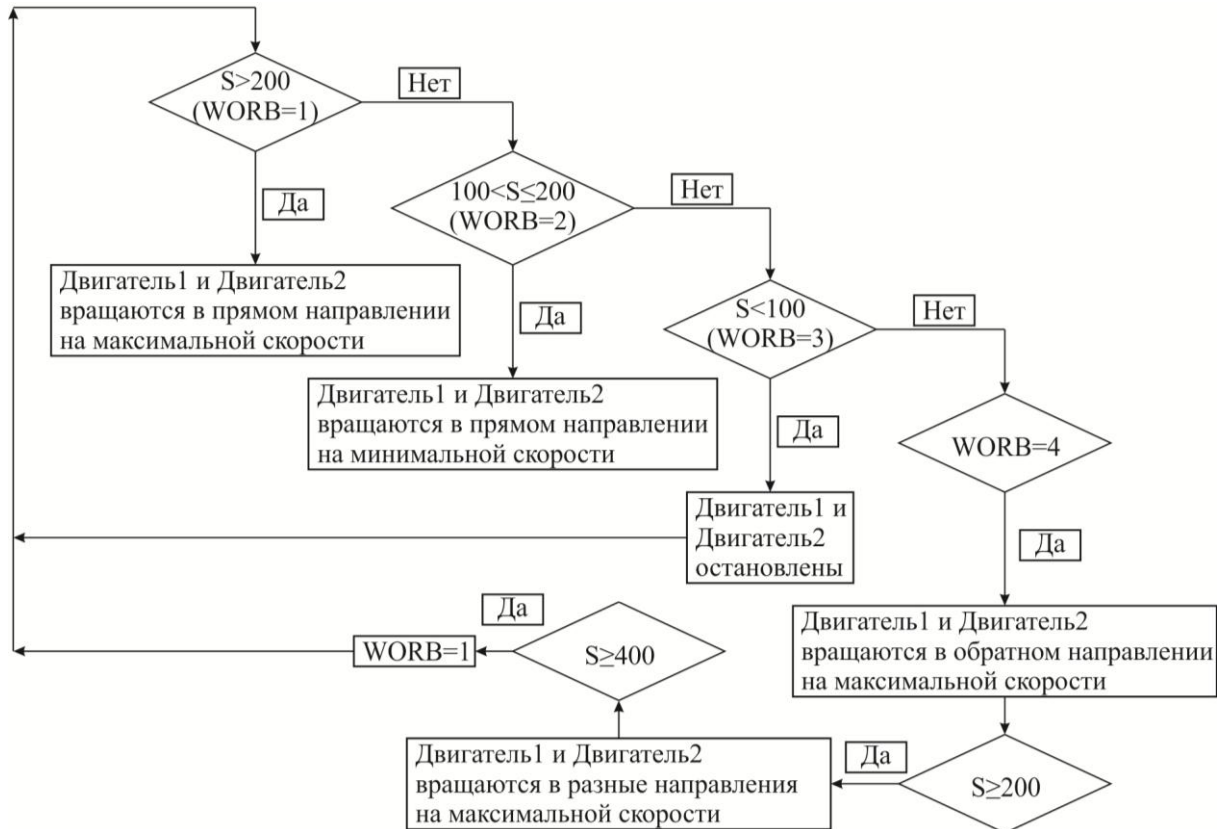 S>200
(WORB=1)
Нет
Да
100<S≤200
(WORB=2)
Нет
Двигатель1 и Двигатель2
вращаются в прямом направлении
на максимальной скорости
Да
S<100
(WORB=3)
Нет
Двигатель1 и Двигатель2
вращаются в прямом направлении
на минимальной скорости
Да
WORB=4
Двигатель1 и
Двигатель2
остановлены
Да
Да
WORB=1
S≥400
Двигатель1 и Двигатель2
вращаются в обратном направлении
на максимальной скорости
Двигатель1 и Двигатель2
вращаются в разные направления
на максимальной скорости
Да
S≥200